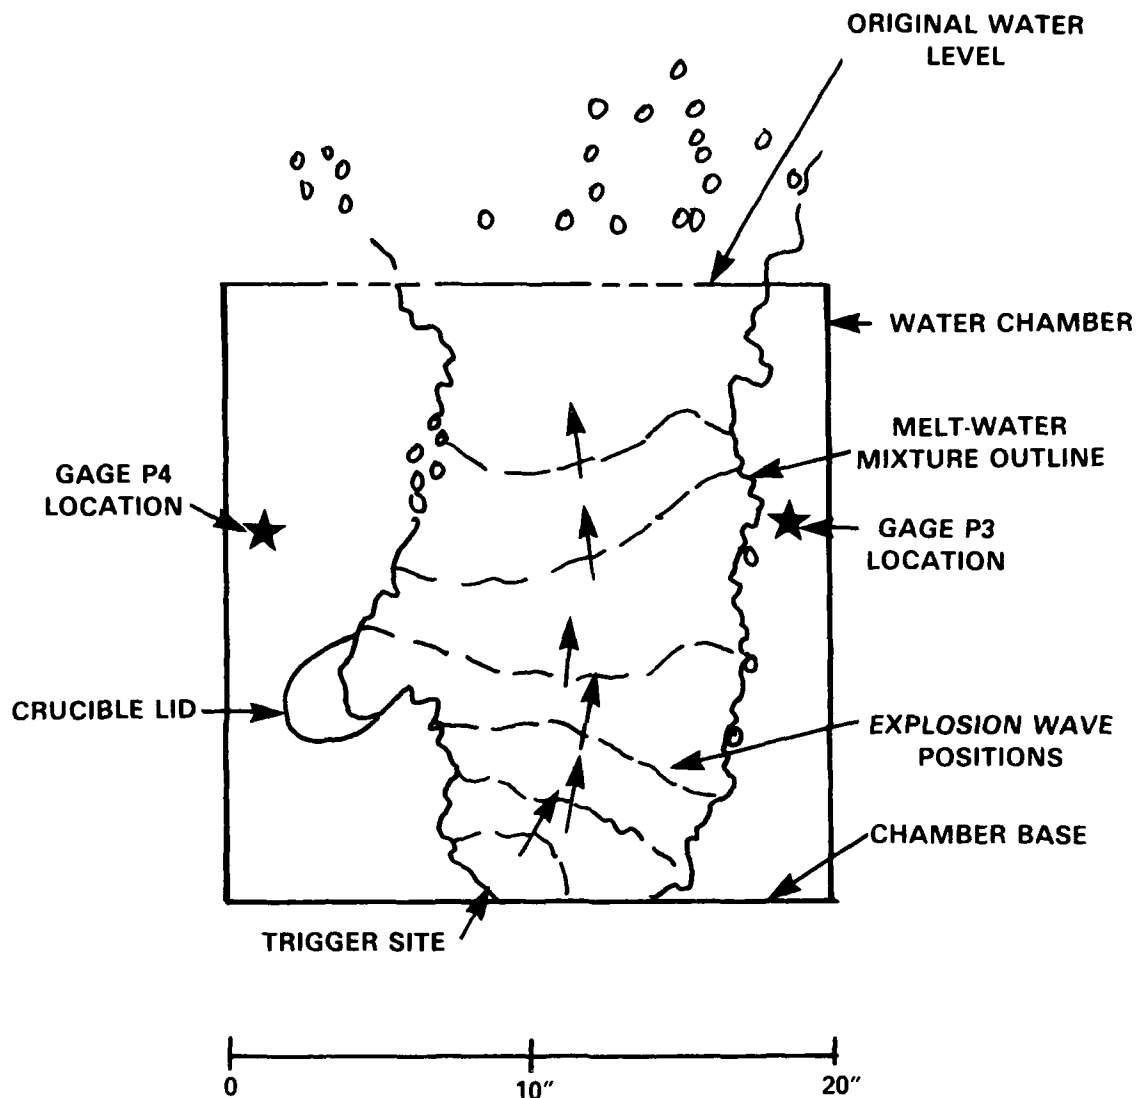 ORIGINAL WATER
LEVEL
WATER CHAMBER
MELT-WATER
MIXTURE OUTLINE
GAGE P4
LOCATION
GAGE P3
LOCATION
CRUCIBLE LID
EXPLOSION WAVE
POSITIONS
CHAMBER BASE
TRIGGER SITE
0
10"
20"